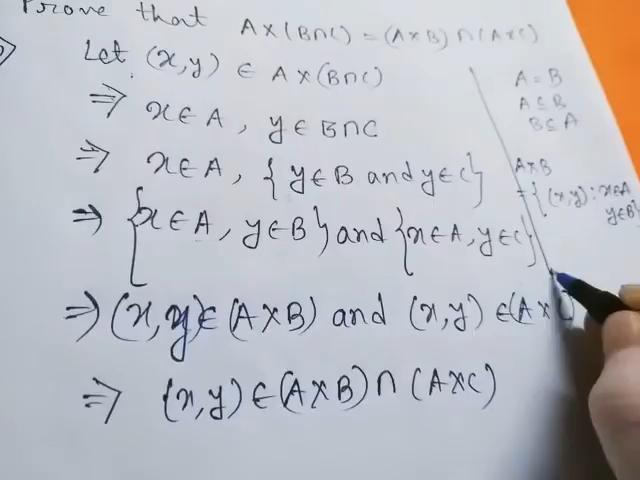 Prove that A×(B∩C) = (A×B)∩(A×C)
Let (x,y) ∈ A×(B∩C)
⇒ x∈A, y∈B∩C
⇒ x∈A, {y∈B and y∈C}
⇒ {x∈A, y∈B} and {x∈A, y∈C}
⇒ (x,y)∈(A×B) and (x,y)∈(A×C)
⇒ (x,y)∈(A×B)∩(A×C)
A=B
A⊆B
B⊆A
A×B
={(x,y): x∈A
y∈B}